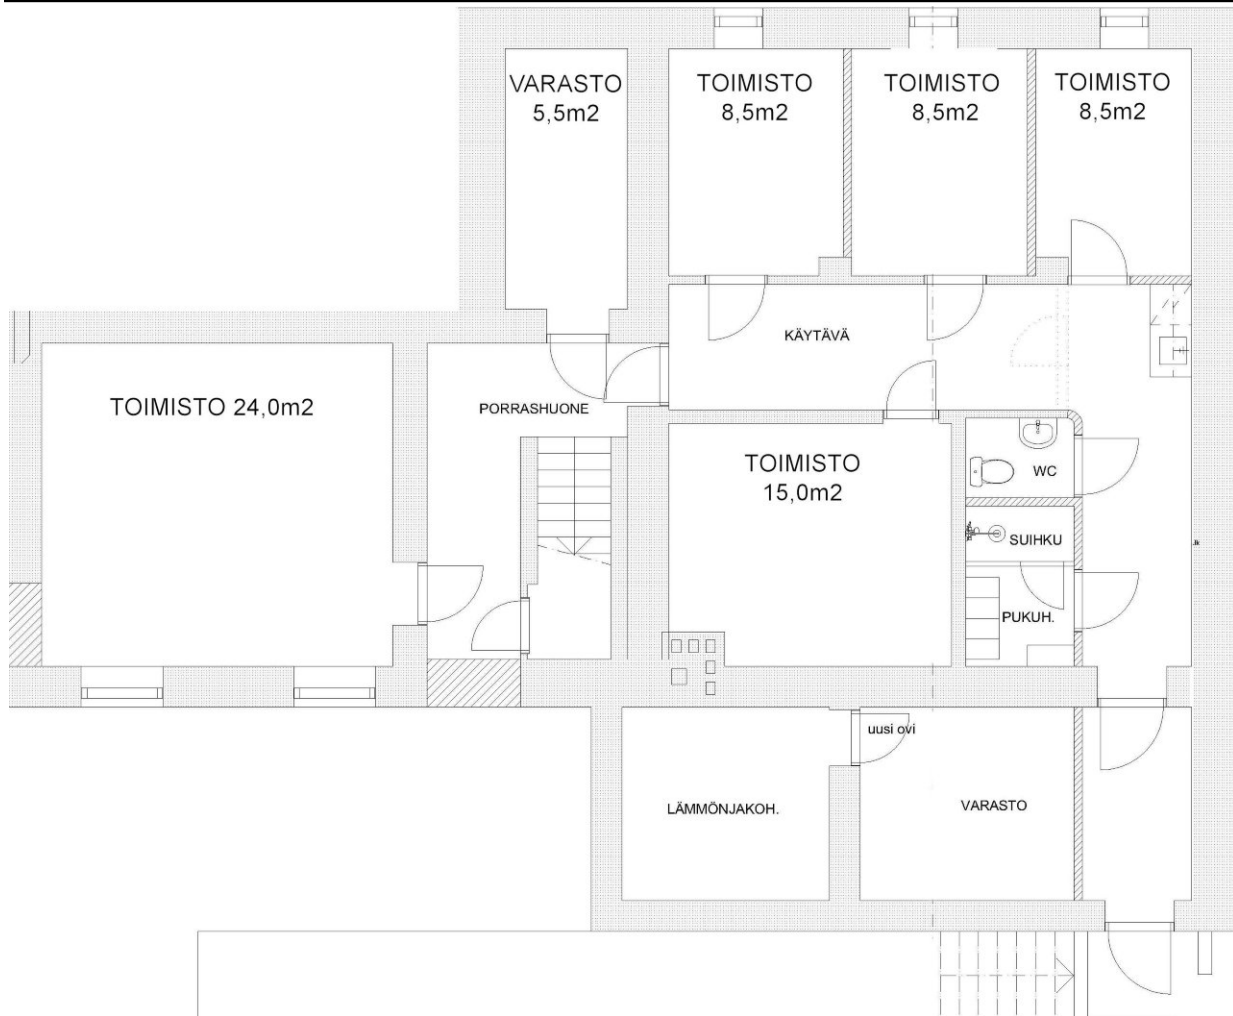 VARASTO
5,5m2
TOIMISTO
8,5m2
TOIMISTO
8,5m2
TOIMISTO
8,5m2
KÄYTÄVÄ
TOIMISTO 24,0m2
PORRASHUONE
TOIMISTO
15,0m2
WC
SUIHKU
PUKUH.
uusi ovi
LÄMMÖNJAKOH.
VARASTO